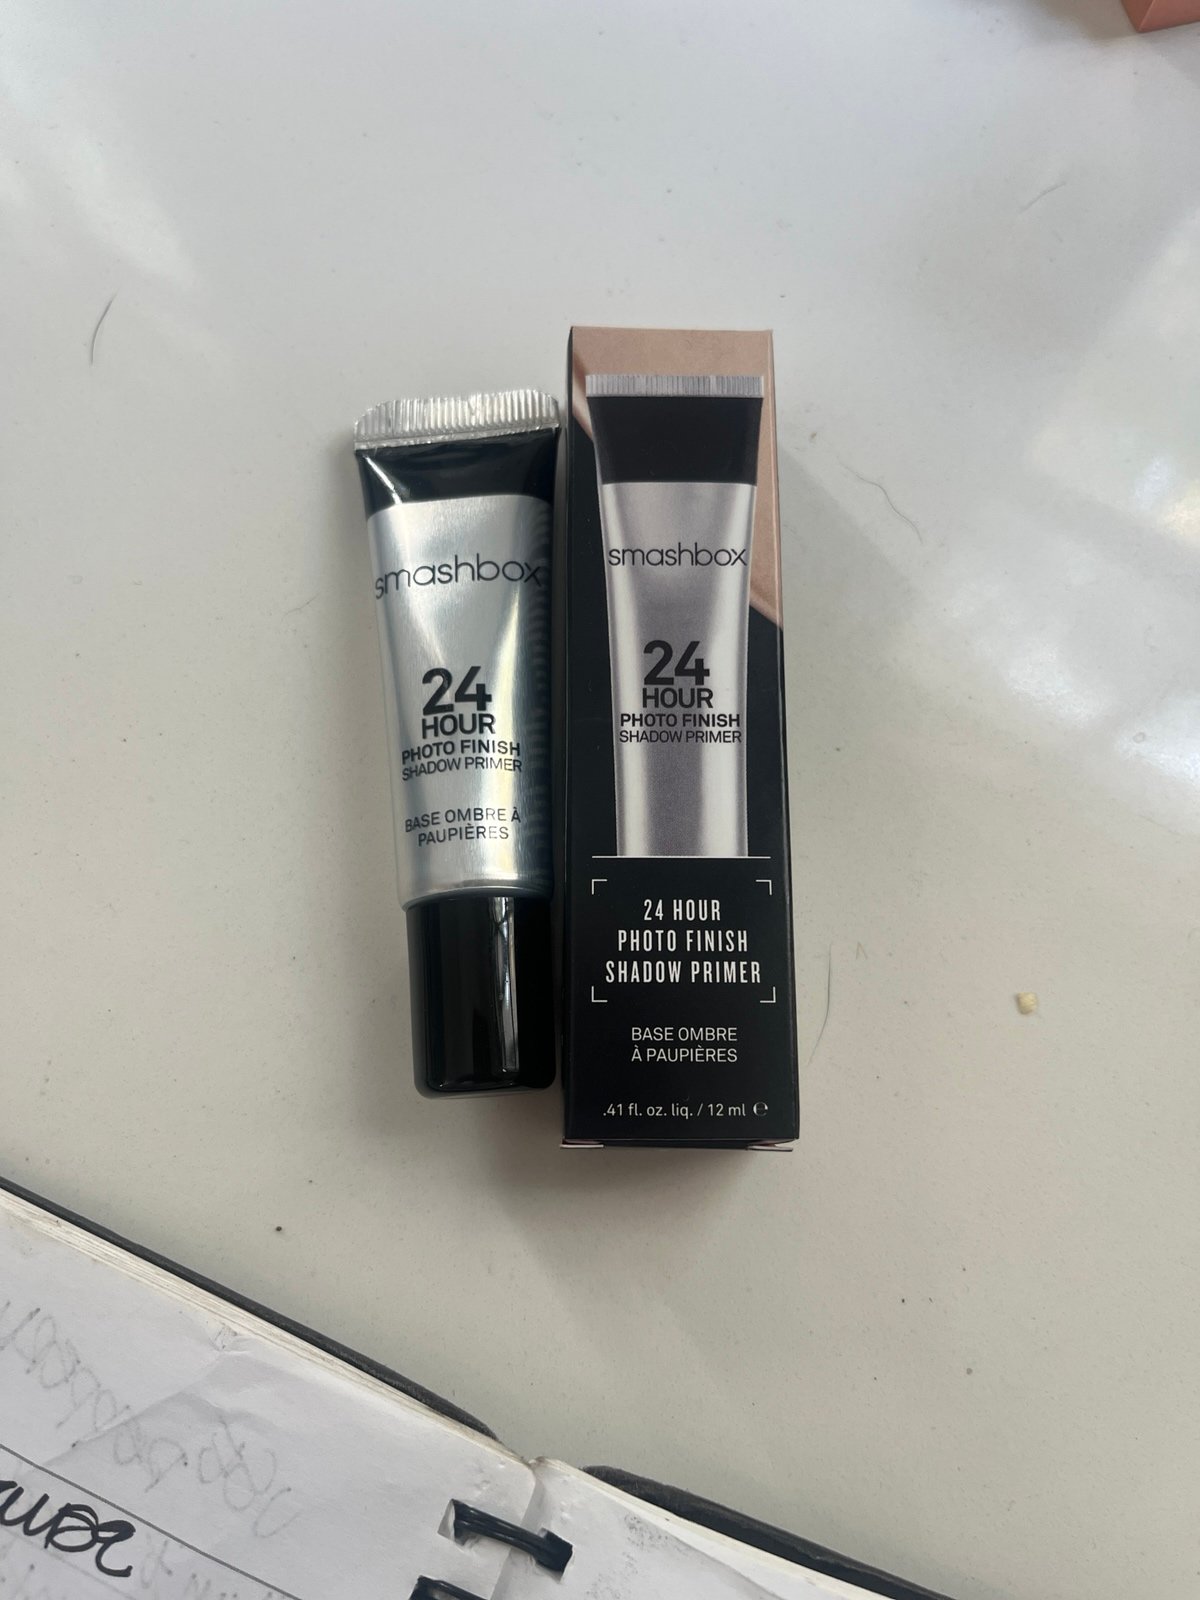 smashbox
24
HOUR
PHOTO FINISH
SHADOW PRIMER
BASE OMBRE À
PAUPIÈRES
smashbox
24
HOUR
PHOTO FINISH
SHADOW PRIMER
24 HOUR
PHOTO FINISH
SHADOW PRIMER
BASE OMBRE
À PAUPIÈRES
.41 fl. oz. liq. / 12 ml ℮